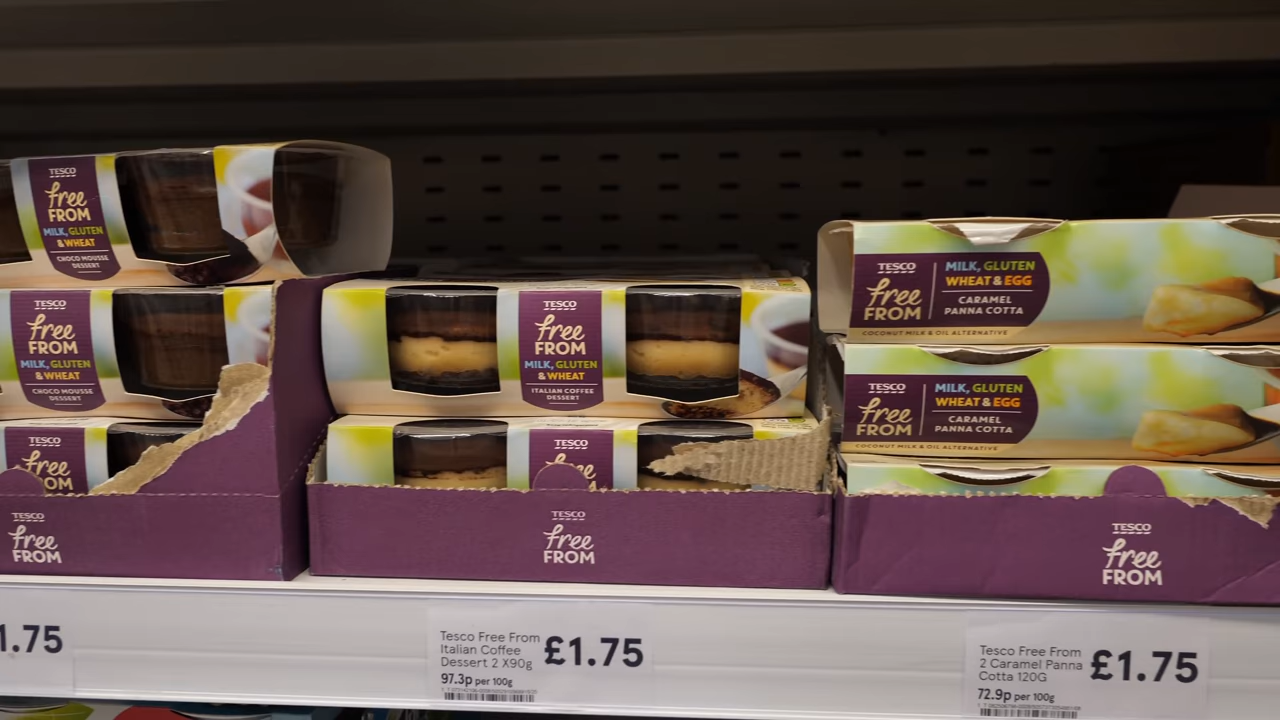 TESCO
free
FROM
MILK, GLUTEN
& WHEAT
CHOCO MOUSSE
DESSERT
TESCO
free
FROM
MILK, GLUTEN
& WHEAT
CHOCO MOUSSE
DESSERT
TESCO
free
FROM
TESCO
free
FROM
TESCO
free
FROM
MILK, GLUTEN
& WHEAT
ITALIAN COFFEE
DESSERT
TESCO
free
TESCO
free
FROM
TESCO
free
FROM
MILK, GLUTEN
WHEAT & EGG
CARAMEL
PANNA COTTA
COCONUT MILK & OIL ALTERNATIVE
TESCO
free
FROM
MILK, GLUTEN
WHEAT & EGG
CARAMEL
PANNA COTTA
COCONUT MILK & OIL ALTERNATIVE
TESCO
free
FROM
1.75
Tesco Free From
Italian Coffee
Dessert 2 X90g
97.3p per 100g
£1.75
Tesco Free From
2 Caramel Panna
Cotta 120G
72.9p per 100g
£1.75